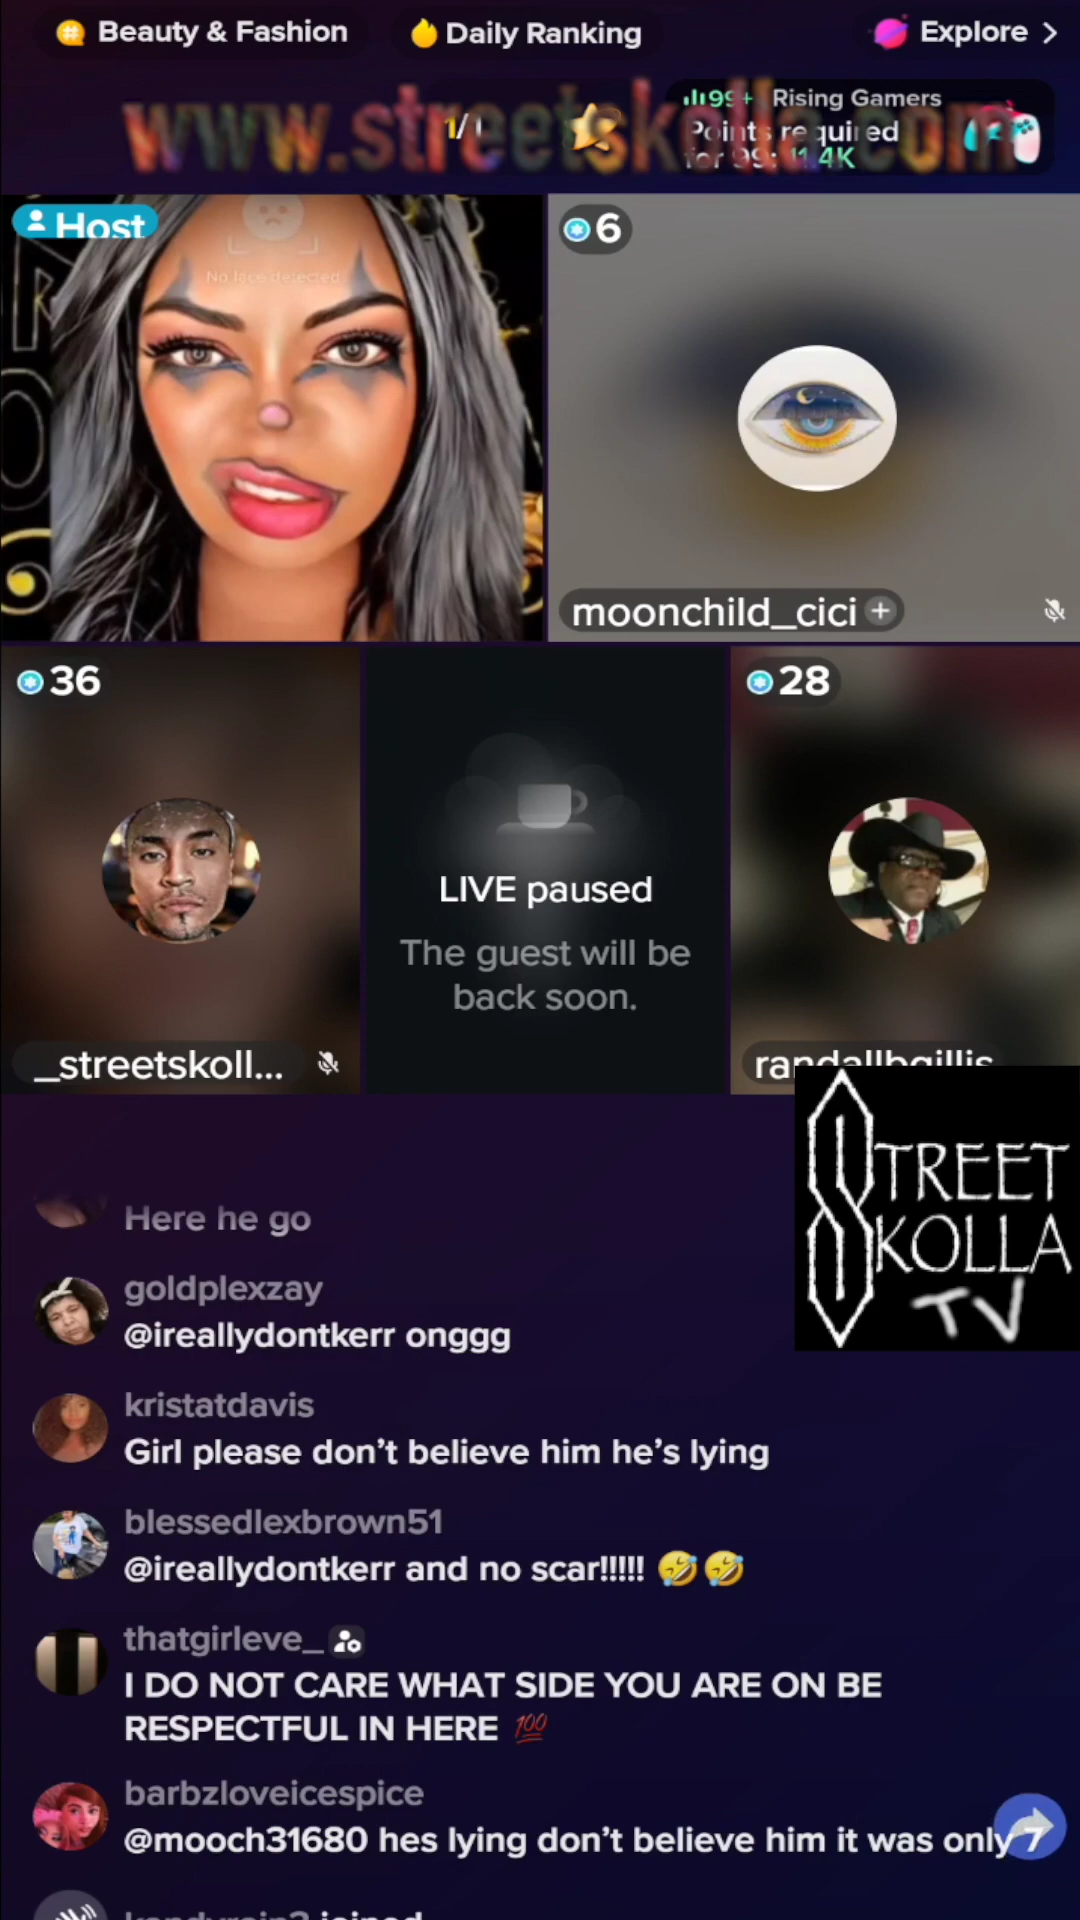 Beauty & Fashion
Daily Ranking
Explore >
www.streetskolla.com
99+ Rising Gamers
1/1
Points required
for 99: 11.4K
Host
No face detected
6
moonchild_cici +
36
28
LIVE paused
The guest will be
back soon.
_streetskoll...
randallbgillis
STREET
SKOLLA
TV
Here he go
goldplexzay
@ireallydontkerr onggg
kristatdavis
Girl please don’t believe him he’s lying
blessedlexbrown51
@ireallydontkerr and no scar!!!!! 🤣🤣
thatgirleve_
I DO NOT CARE WHAT SIDE YOU ARE ON BE
RESPECTFUL IN HERE 💯
barbzloveicespice
@mooch31680 hes lying don’t believe him it was only 7
joined